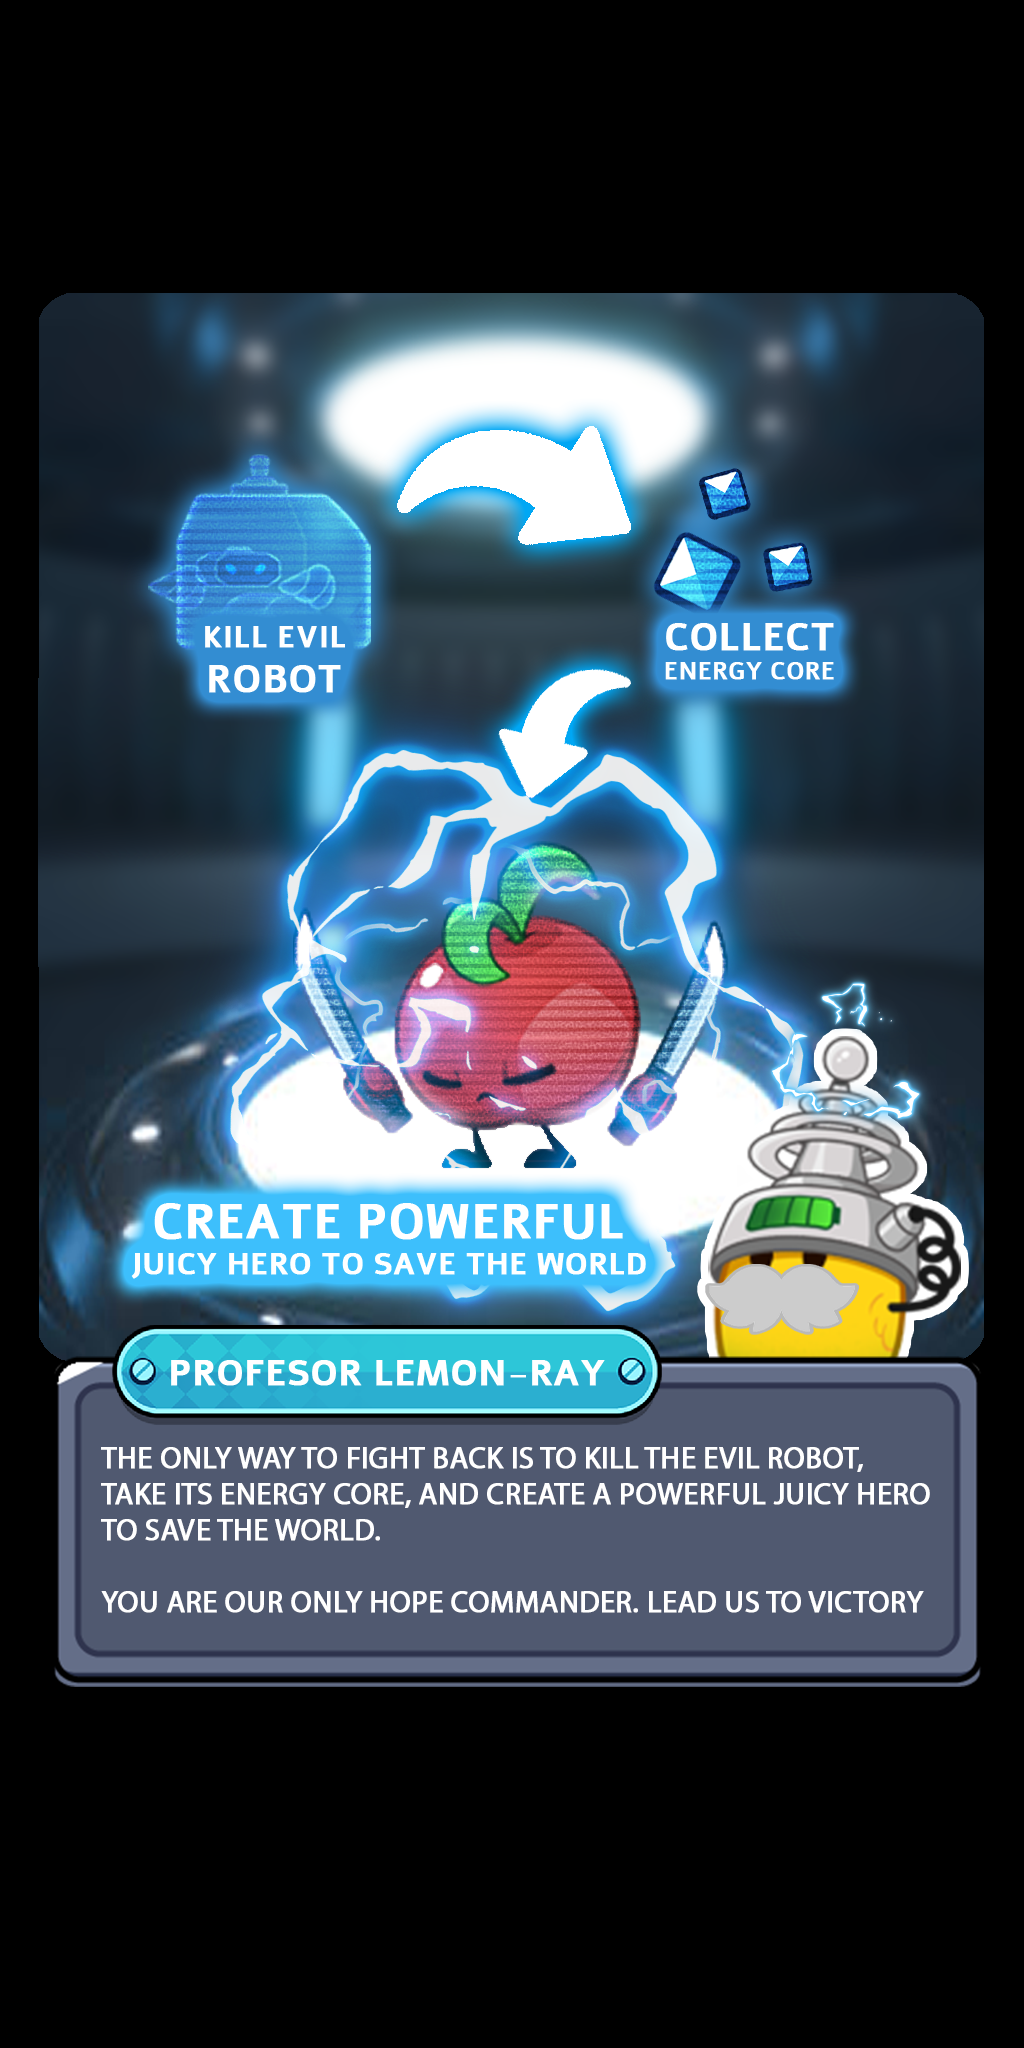 KILL EVIL
ROBOT
COLLECT
ENERGY CORE
CREATE POWERFUL
JUICY HERO TO SAVE THE WORLD
PROFESOR LEMON-RAY
THE ONLY WAY TO FIGHT BACK IS TO KILL THE EVIL ROBOT,
TAKE ITS ENERGY CORE, AND CREATE A POWERFUL JUICY HERO
TO SAVE THE WORLD.
YOU ARE OUR ONLY HOPE COMMANDER. LEAD US TO VICTORY